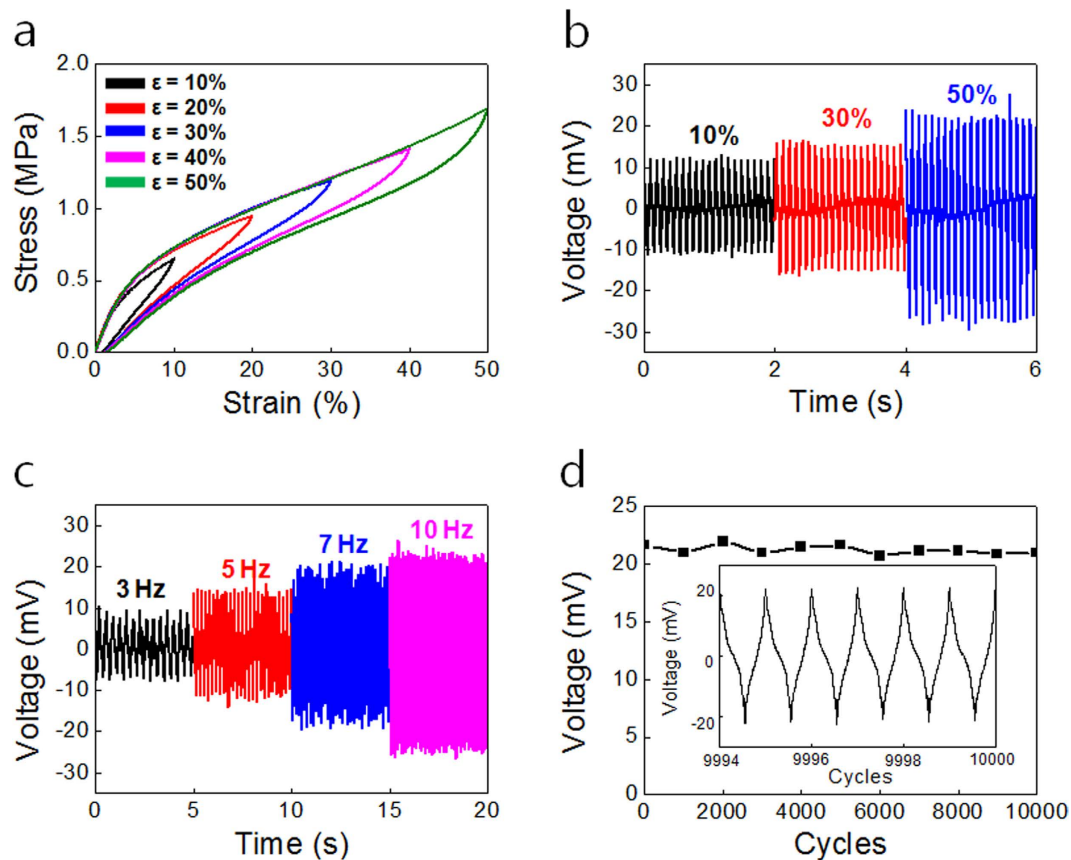 a
2.0
1.5
1.0
0.5
0.0
Stress (MPa)
ε = 10%
ε = 20%
ε = 30%
ε = 40%
ε = 50%
0 10 20 30 40 50
Strain (%)
b
30
20
10
0
-10
-20
-30
Voltage (mV)
10%
30%
50%
0 2 4 6
Time (s)
c
30
20
10
0
-10
-20
-30
Voltage (mV)
3 Hz
5 Hz
7 Hz
10 Hz
0 5 10 15 20
Time (s)
d
25
20
15
10
5
0
Voltage (mV)
20
0
-20
Voltage (mV)
9994 9996 9998 10000
Cycles
0 2000 4000 6000 8000 10000
Cycles